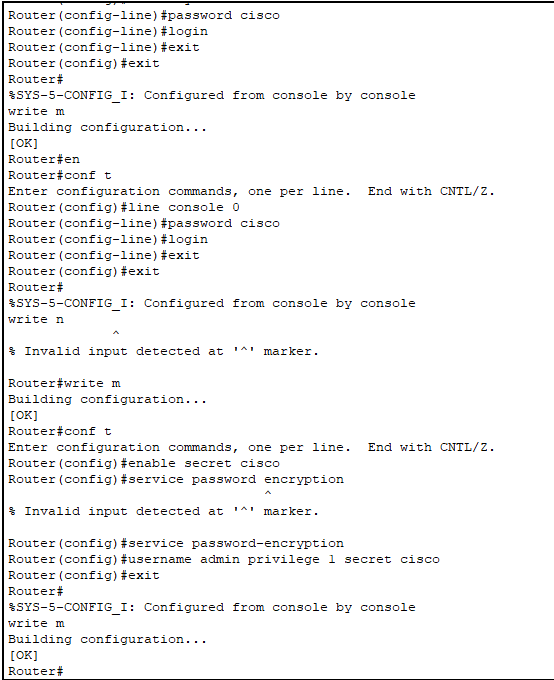 Router(config-line)#password cisco
Router(config-line)#login
Router(config-line)#exit
Router(config)#exit
Router#
%SYS-5-CONFIG_I: Configured from console by console
write m
Building configuration...
[OK]
Router#en
Router#conf t
Enter configuration commands, one per line.  End with CNTL/Z.
Router(config)#line console 0
Router(config-line)#password cisco
Router(config-line)#login
Router(config-line)#exit
Router(config)#exit
Router#
%SYS-5-CONFIG_I: Configured from console by console
write n
             ^
% Invalid input detected at '^' marker.

Router#write m
Building configuration...
[OK]
Router#conf t
Enter configuration commands, one per line.  End with CNTL/Z.
Router(config)#enable secret cisco
Router(config)#service password encryption
                                ^
% Invalid input detected at '^' marker.

Router(config)#service password-encryption
Router(config)#username admin privilege 1 secret cisco
Router(config)#exit
Router#
%SYS-5-CONFIG_I: Configured from console by console
write m
Building configuration...
[OK]
Router#